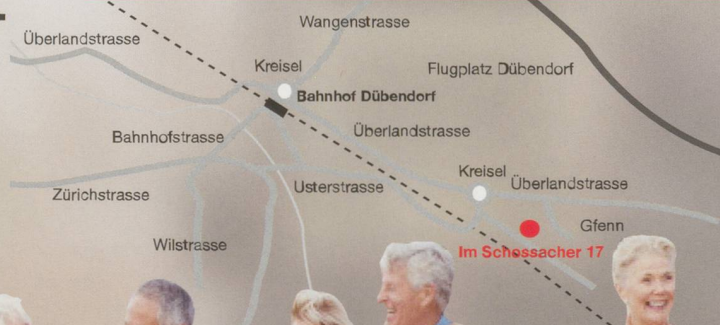 Wangenstrasse
Überlandstrasse
Kreisel
Flugplatz Dübendorf
Bahnhof Dübendorf
Bahnhofstrasse
Überlandstrasse
Kreisel
Überlandstrasse
Usterstrasse
Zürichstrasse
Gfenn
Wilstrasse
Im Schossacher 17